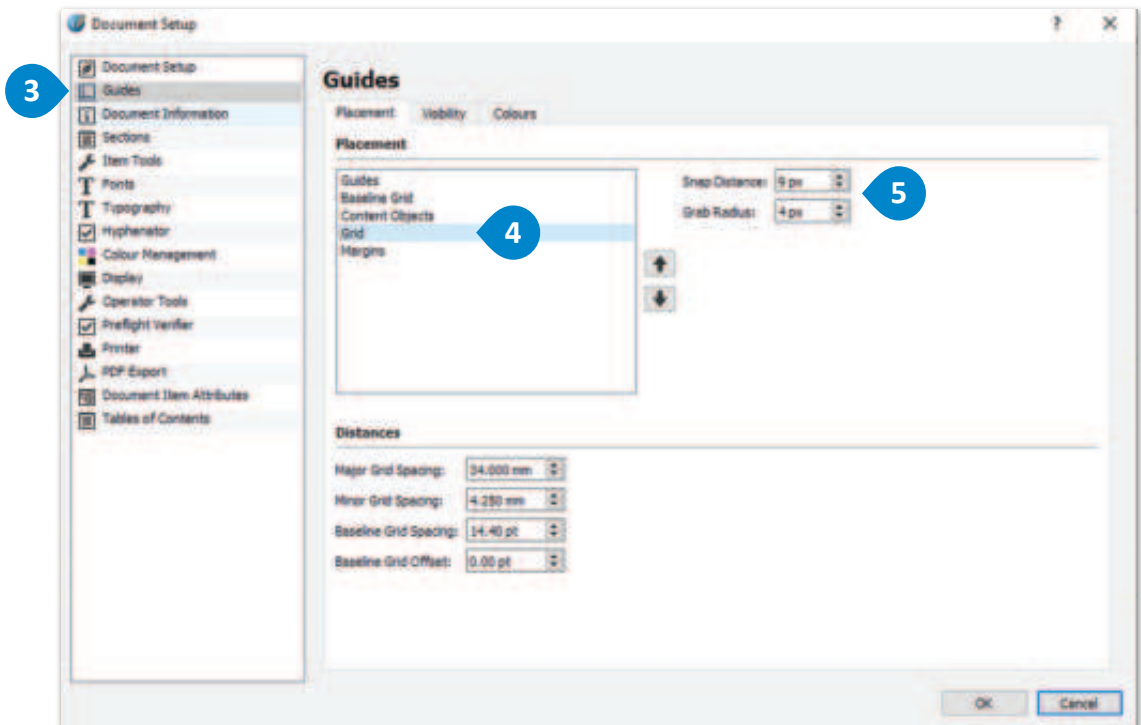 Document Setup
? ×
Document Setup
Guides
Document Information
Sections
Item Tools
Fonts
Typography
Hyphenator
Colour Management
Display
Operator Tools
Preflight Verifier
Printer
PDF Export
Document Item Attributes
Tables of Contents
3
Guides
Placement Visibility Colours
Placement
Guides
Baseline Grid
Content Objects
Grid
Margins
4
Snap Distance: 9 px
Grab Radius: 4 px
5
Distances
Major Grid Spacing: 34.000 mm
Minor Grid Spacing: 4.250 mm
Baseline Grid Spacing: 14.40 pt
Baseline Grid Offset: 0.00 pt
OK Cancel